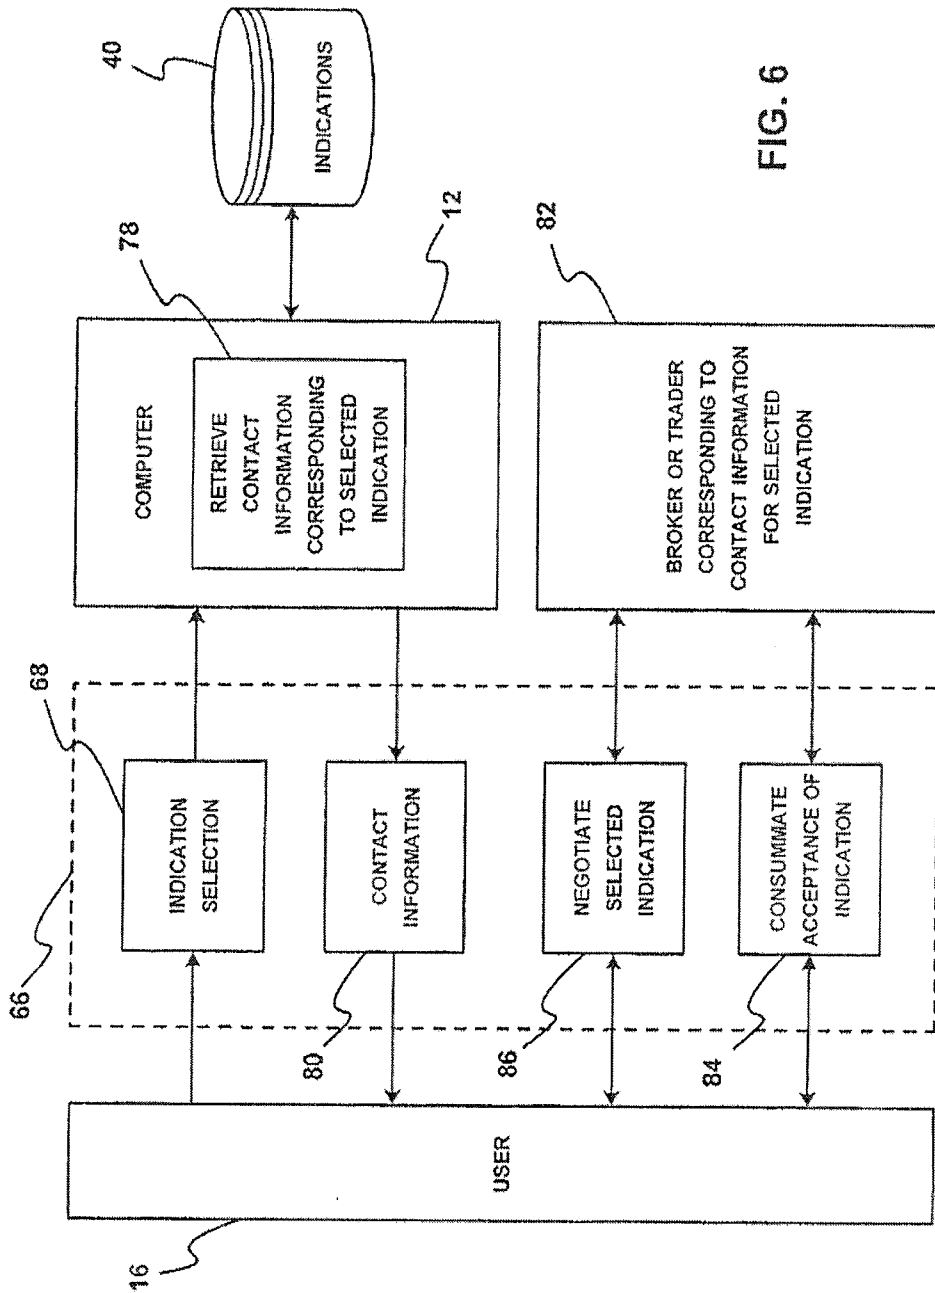 66
68
78
40
INDICATION
SELECTION
COMPUTER
RETRIEVE
CONTACT
INFORMATION
CORRESPONDING
TO SELECTED
INDICATION
INDICATIONS
12
16
USER
80
CONTACT
INFORMATION
86
NEGOTIATE
SELECTED
INDICATION
84
CONSUMMATE
ACCEPTANCE OF
INDICATION
82
BROKER OR TRADER
CORRESPONDING TO
CONTACT INFORMATION
FOR SELECTED
INDICATION
FIG. 6